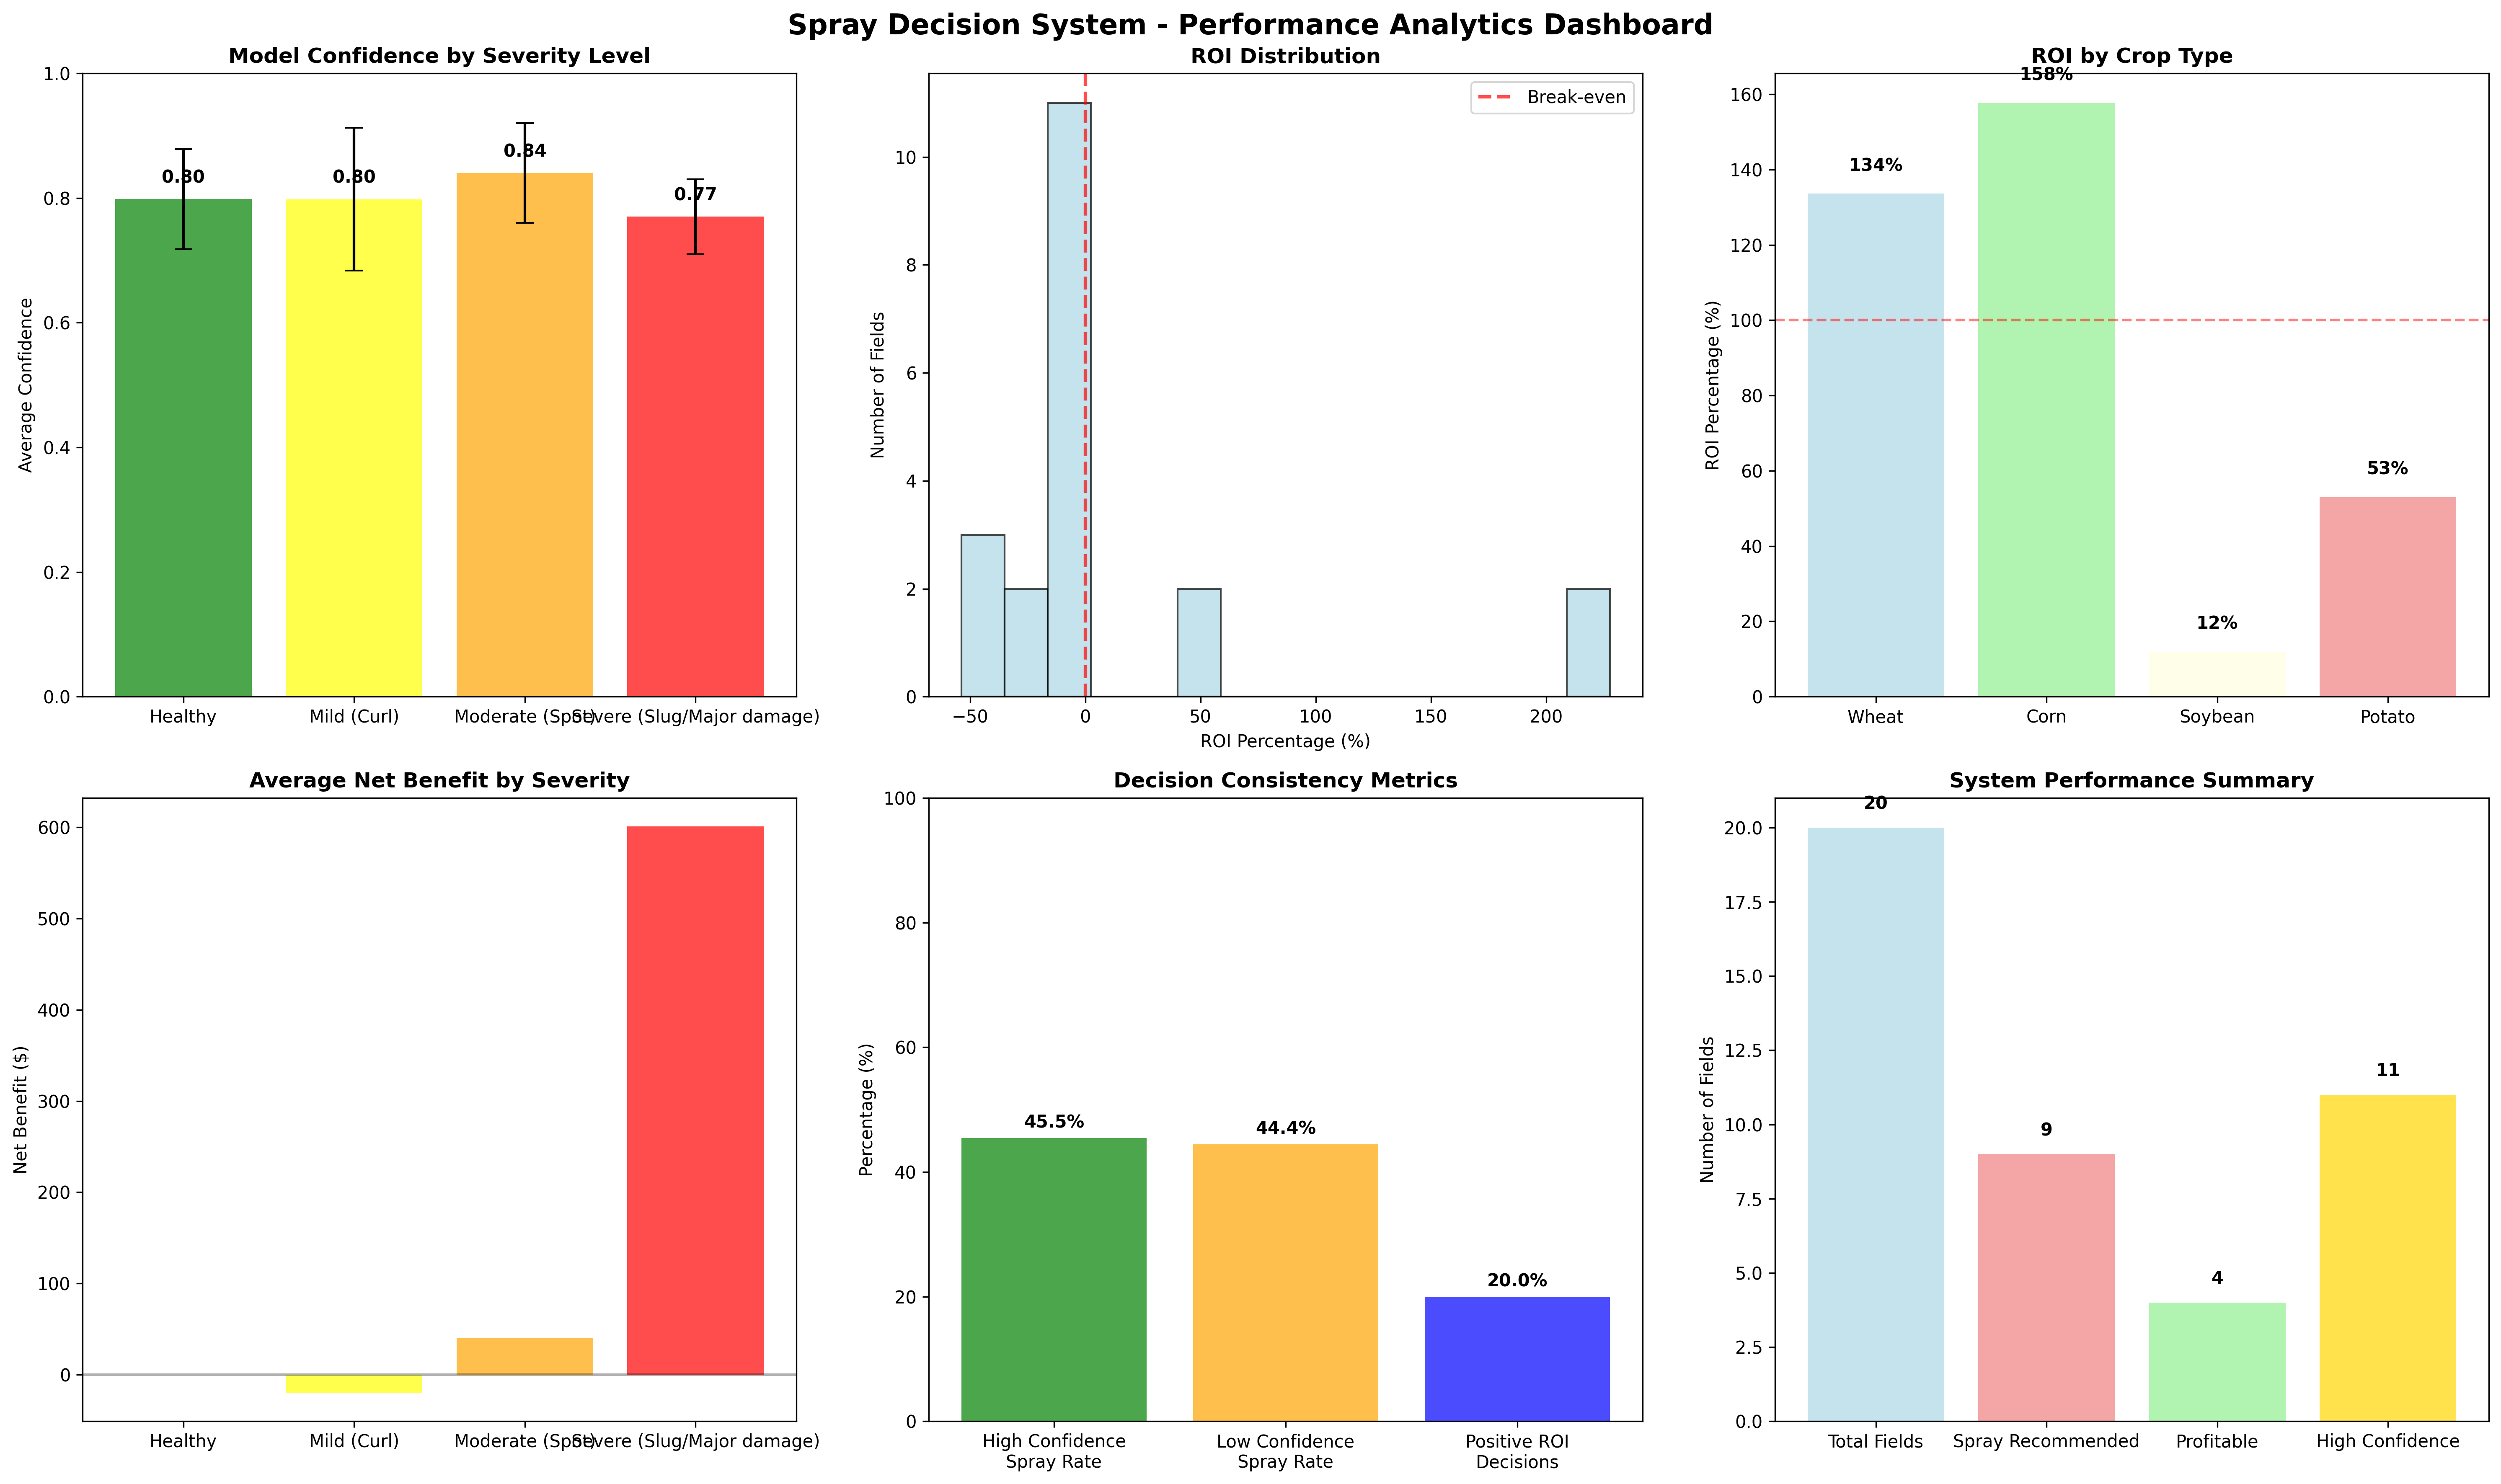 Spray Decision System - Performance Analytics Dashboard
Model Confidence by Severity Level
1.0
0.8
0.6
0.4
0.2
0.0
Average Confidence
0.80
0.80
0.84
0.77
Healthy
Mild (Curl)
Moderate (Spot)
Severe (Slug/Major damage)
ROI Distribution
Break-even
10
8
6
4
2
0
Number of Fields
−50
0
50
100
150
200
ROI Percentage (%)
ROI by Crop Type
160
140
120
100
80
60
40
20
0
ROI Percentage (%)
134%
158%
12%
53%
Wheat
Corn
Soybean
Potato
Average Net Benefit by Severity
600
500
400
300
200
100
0
Net Benefit ($)
Healthy
Mild (Curl)
Moderate (Spot)
Severe (Slug/Major damage)
Decision Consistency Metrics
100
80
60
40
20
0
Percentage (%)
45.5%
44.4%
20.0%
High Confidence
Spray Rate
Low Confidence
Spray Rate
Positive ROI
Decisions
System Performance Summary
20.0
17.5
15.0
12.5
10.0
7.5
5.0
2.5
0.0
Number of Fields
20
9
4
11
Total Fields
Spray Recommended
Profitable
High Confidence